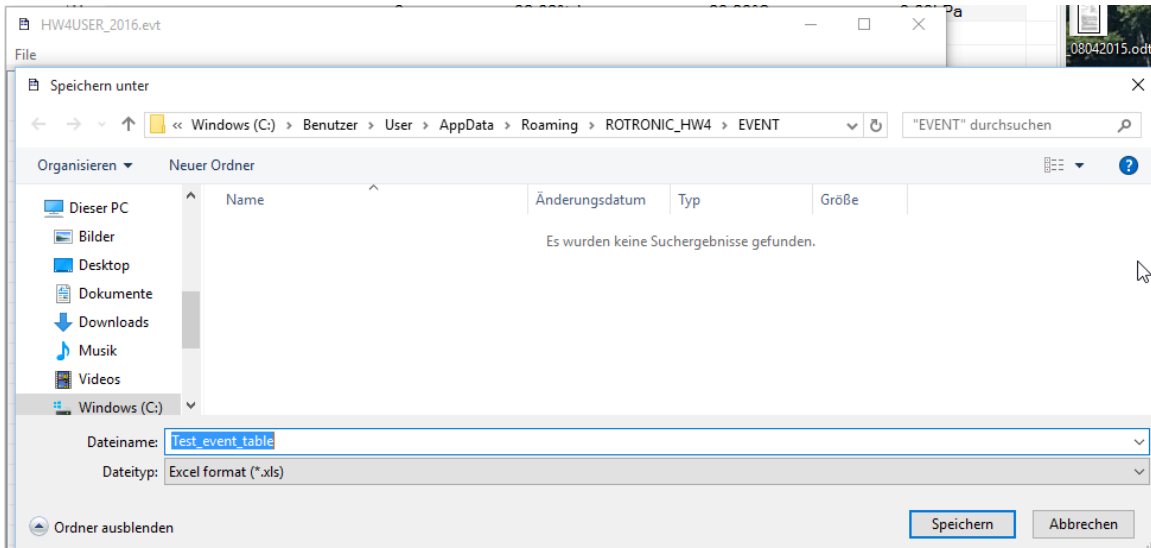 HW4USER_2016.evt
Pa
File
_08042015.odt
Speichern unter
« Windows (C:) > Benutzer > User > AppData > Roaming > ROTRONIC_HW4 > EVENT
"EVENT" durchsuchen
Organisieren
Neuer Ordner
Name
Änderungsdatum
Typ
Größe
Es wurden keine Suchergebnisse gefunden.
Dieser PC
Bilder
Desktop
Dokumente
Downloads
Musik
Videos
Windows (C:)
Dateiname: Test_event_table
Dateityp: Excel format (*.xls)
Ordner ausblenden
Speichern
Abbrechen